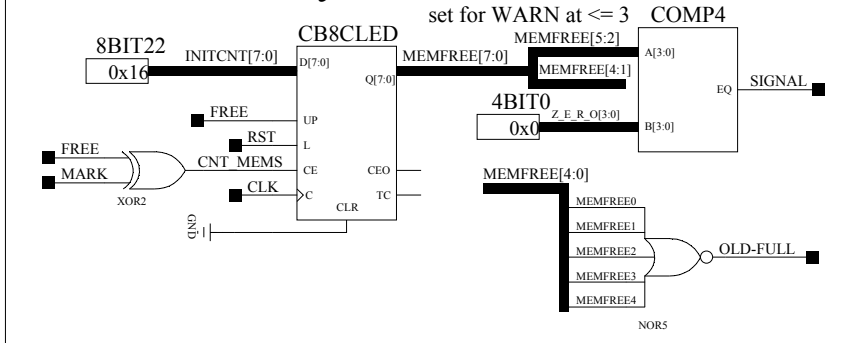 set for WARN at <= 3
COMP4
CB8CLED
8BIT22
0x16
INITCNT[7:0]
D[7:0]
Q[7:0]
MEMFREE[7:0]
MEMFREE[5:2]
MEMFREE[4:1]
A[3:0]
EQ
SIGNAL
4BIT0
0x0
Z_E_R_O[3:0]
B[3:0]
FREE
UP
RST
L
FREE
MARK
XOR2
CNT_MEMS
CE
CEO
CLK
C
TC
CLR
GND
MEMFREE[4:0]
MEMFREE0
MEMFREE1
MEMFREE2
MEMFREE3
MEMFREE4
OLD-FULL
NOR5